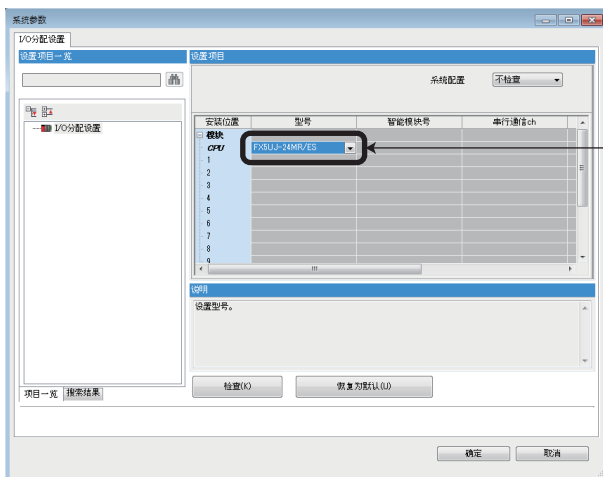 系统参数
I/O分配设置
设置项目一览
设置项目
系统配置 不检查
I/O分配设置
安装位置 型号 智能模块号 串行通信ch
模块
CPU FX5UJ-24MR/ES
1
2
3
4
5
6
7
8
9
说明
设置型号。
项目一览 搜索结果
检查(K) 恢复为默认(U)
确定 取消